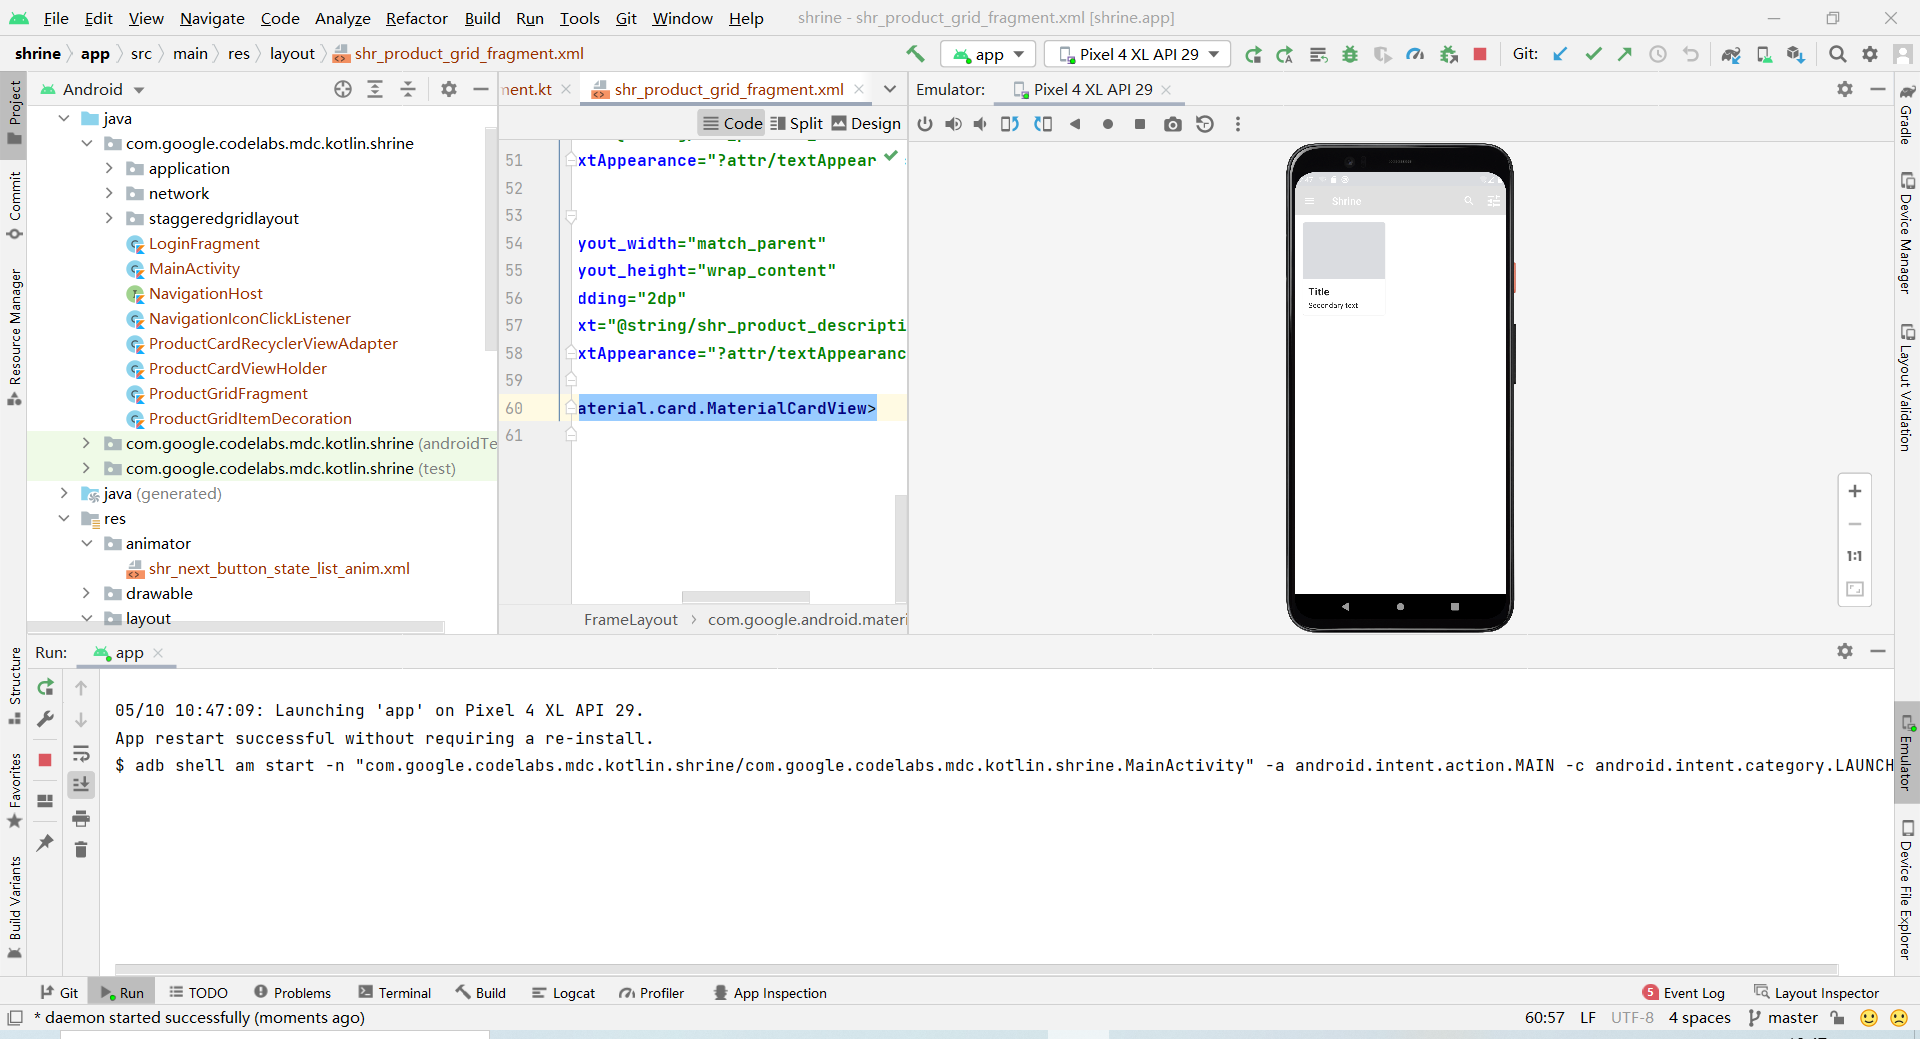 File Edit View Navigate Code Analyze Refactor Build Run Tools Git Window Help shrine - shr_product_grid_fragment.xml [shrine.app]
shrine app src main res layout shr_product_grid_fragment.xml app Pixel 4 XL API 29 Git:
Android
nent.kt shr_product_grid_fragment.xml
Emulator: Pixel 4 XL API 29
Code Split Design
Project
Commit
Resource Manager
Structure
Favorites
Build Variants
java
com.google.codelabs.mdc.kotlin.shrine
application
network
staggeredgridlayout
LoginFragment
MainActivity
NavigationHost
NavigationIconClickListener
ProductCardRecyclerViewAdapter
ProductCardViewHolder
ProductGridFragment
ProductGridItemDecoration
com.google.codelabs.mdc.kotlin.shrine (androidTe
com.google.codelabs.mdc.kotlin.shrine (test)
java (generated)
res
animator
shr_next_button_state_list_anim.xml
drawable
layout
51 xtAppearance="?attr/textAppear
52
53
54 yout_width="match_parent"
55 yout_height="wrap_content"
56 dding="2dp"
57 xt="@string/shr_product_descripti
58 xtAppearance="?attr/textAppearanc
59
60 aterial.card.MaterialCardView>
61
FrameLayout com.google.android.materi
Shrine
Title
Secondary text
1:1
Gradle
Device Manager
Layout Validation
Emulator
Device File Explorer
Run: app
05/10 10:47:09: Launching 'app' on Pixel 4 XL API 29.
App restart successful without requiring a re-install.
$ adb shell am start -n "com.google.codelabs.mdc.kotlin.shrine/com.google.codelabs.mdc.kotlin.shrine.MainActivity" -a android.intent.action.MAIN -c android.intent.category.LAUNCH
Git Run TODO Problems Terminal Build Logcat Profiler App Inspection 5 Event Log Layout Inspector
* daemon started successfully (moments ago) 60:57 LF UTF-8 4 spaces master